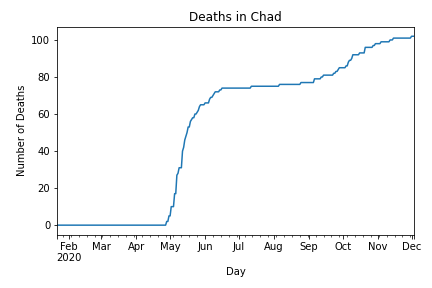 Deaths in Chad
Number of Deaths
100
80
60
40
20
0
Feb Mar Apr May Jun Jul Aug Sep Oct Nov Dec
2020
Day